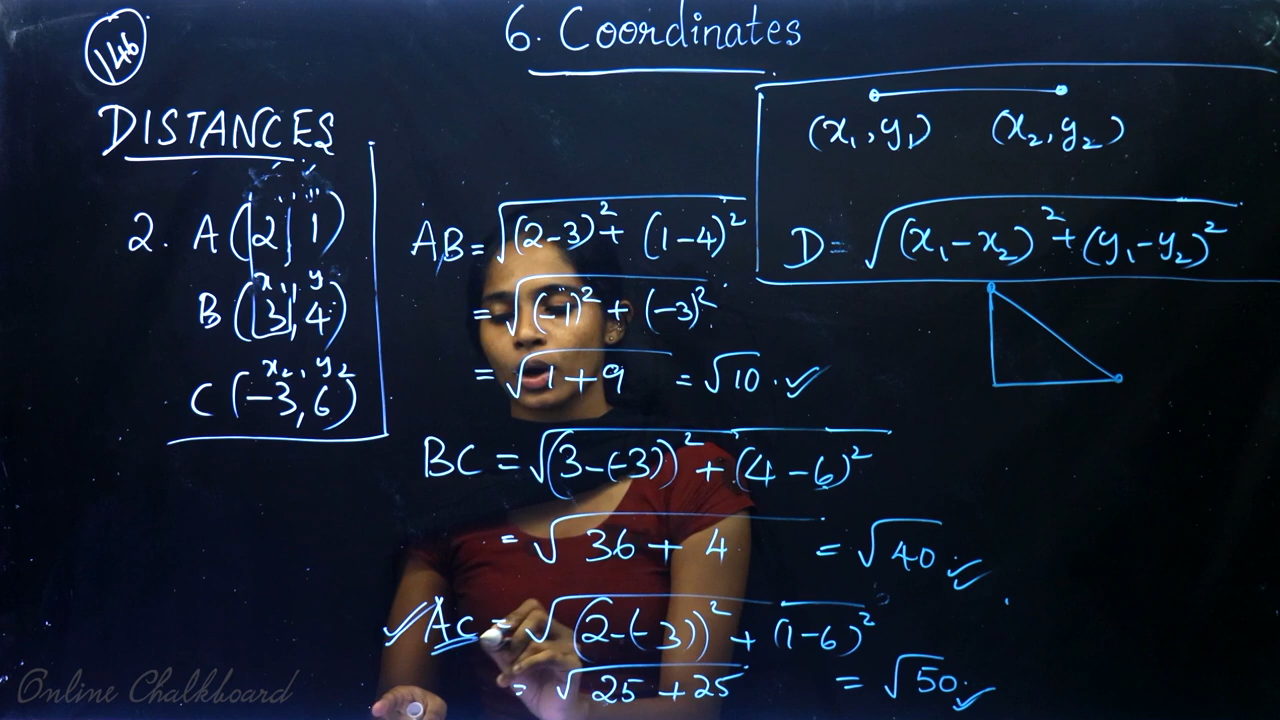 146
6. Coordinates
DISTANCES
2. A (2, 1)
x₁, y₁
B (3, 4)
x₂, y₂
C (-3, 6)
(x₁, y₁) (x₂, y₂)
D = √(x₁-x₂)² + (y₁-y₂)²
AB = √(2-3)² + (1-4)²
= √(-1)² + (-3)²
= √1+9 = √10.
BC = √(3-(-3))² + (4-6)²
= √36 + 4 = √40
AC = √(2-(-3))² + (1-6)²
= √25 + 25 = √50
Online Chalkboard